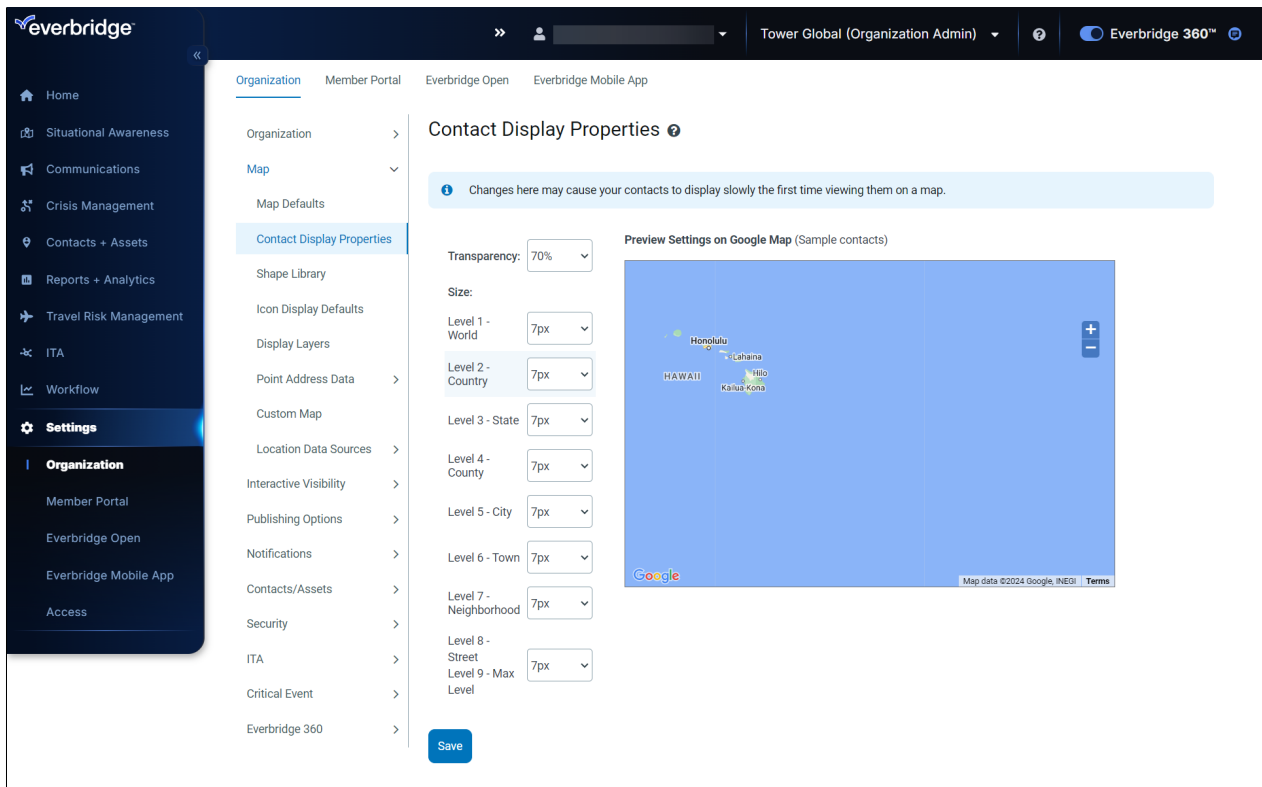 everbridge™
Tower Global (Organization Admin)
Everbridge 360™
Home
Situational Awareness
Communications
Crisis Management
Contacts + Assets
Reports + Analytics
Travel Risk Management
ITA
Workflow
Settings
Organization
Member Portal
Everbridge Open
Everbridge Mobile App
Access
Organization
Member Portal
Everbridge Open
Everbridge Mobile App
Organization
Map
Map Defaults
Contact Display Properties
Shape Library
Icon Display Defaults
Display Layers
Point Address Data
Custom Map
Location Data Sources
Interactive Visibility
Publishing Options
Notifications
Contacts/Assets
Security
ITA
Critical Event
Everbridge 360
Contact Display Properties
Changes here may cause your contacts to display slowly the first time viewing them on a map.
Transparency: 70%
Size:
Level 1 -
World
7px
Level 2 -
Country
7px
Level 3 - State 7px
Level 4 -
County
7px
Level 5 - City 7px
Level 6 - Town 7px
Level 7 -
Neighborhood
7px
Level 8 -
Street
Level 9 - Max
Level
7px
Save
Preview Settings on Google Map (Sample contacts)
Honolulu
Lahaina
HAWAII
Hilo
Kailua-Kona
Google
Map data ©2024 Google, INEGI Terms